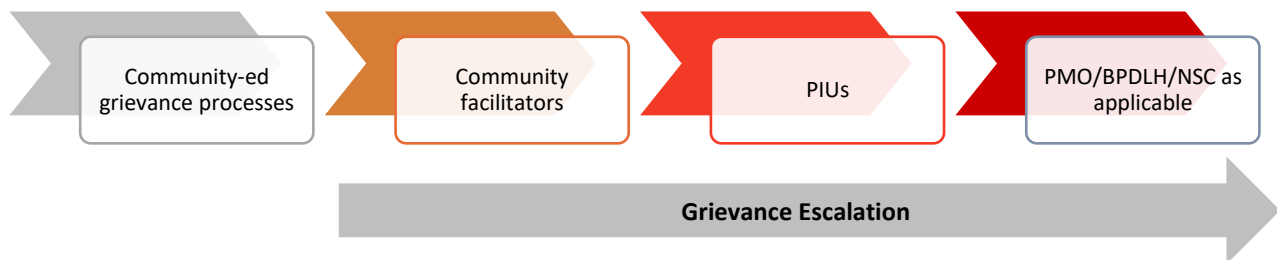 Community-ed
grievance processes
Community
facilitators
PIUs
PMO/BPDLH/NSC as
applicable
Grievance Escalation